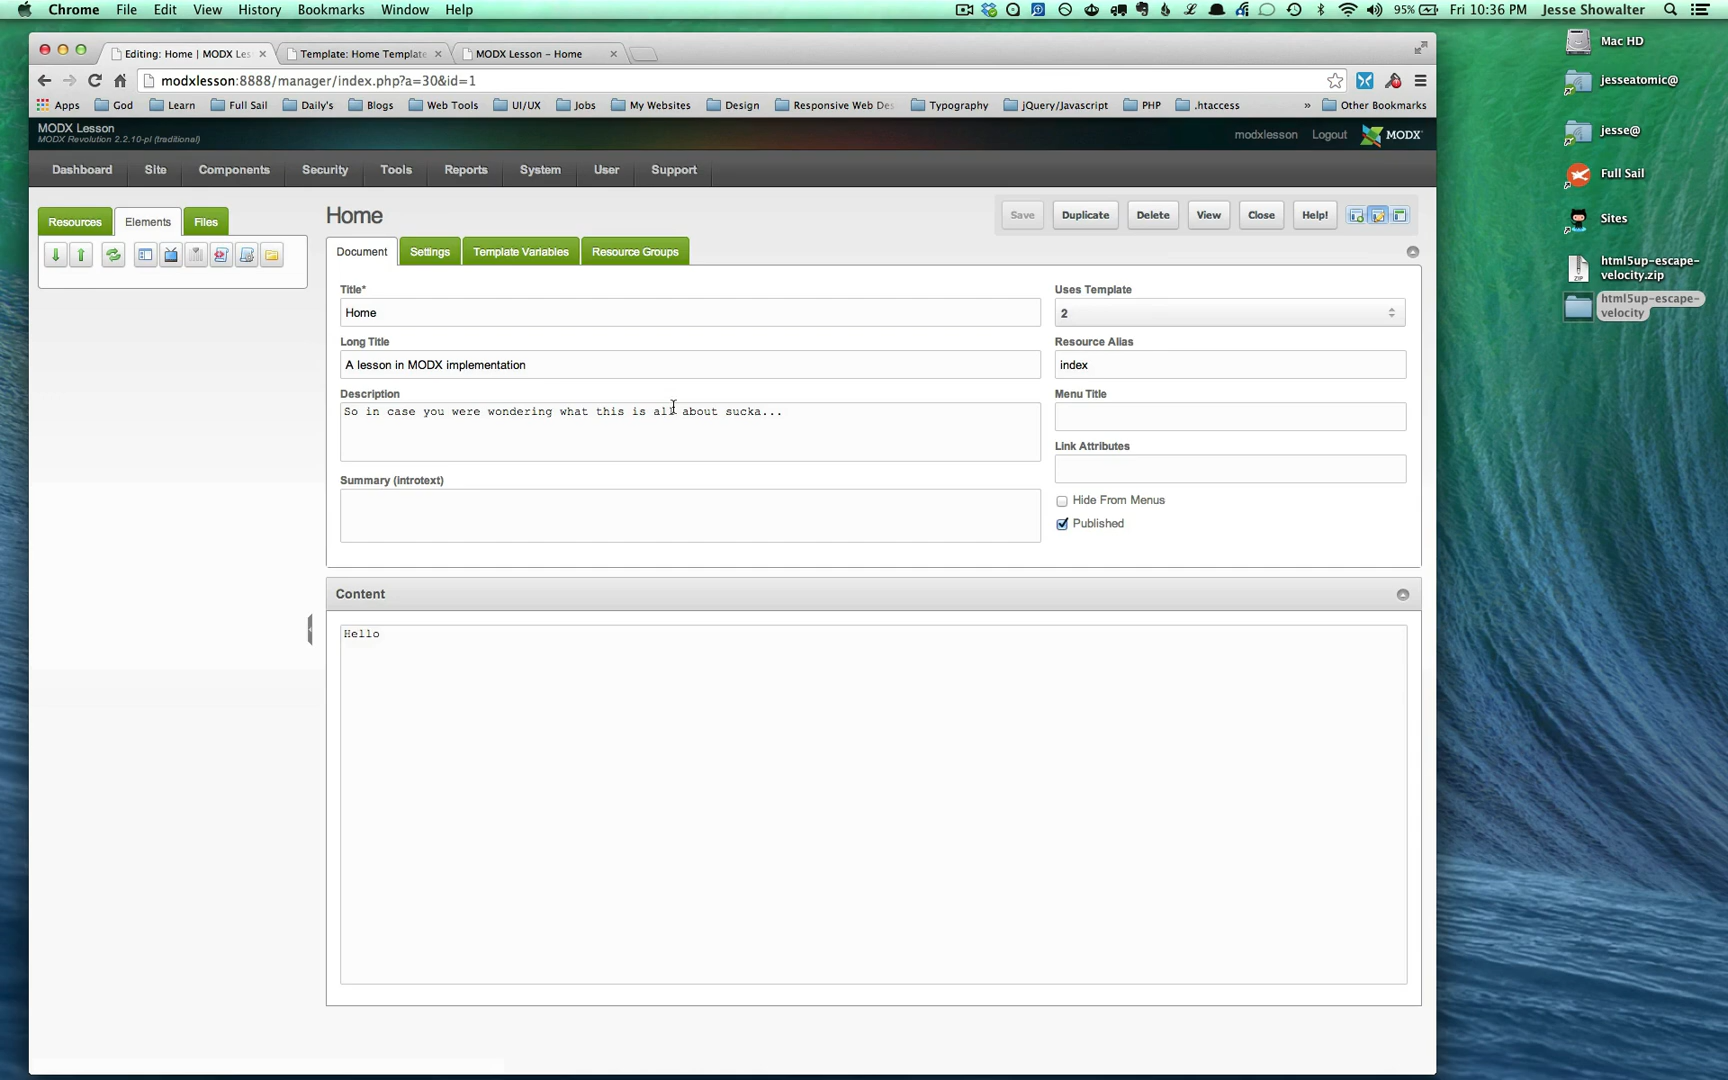 Chrome File Edit View History Bookmarks Window Help 95% Fri 10:36 PM Jesse Showalter
Editing: Home | MODX Les Template: Home Template MODX Lesson – Home
modxlesson:8888/manager/index.php?a=30&id=1
Apps God Learn Full Sail Daily's Blogs Web Tools UI/UX Jobs My Websites Design Responsive Web Des Typography jQuery/Javascript PHP .htaccess » Other Bookmarks
MODX Lesson
MODX Revolution 2.2.10-pl (traditional)
modxlesson Logout MODX
Dashboard Site Components Security Tools Reports System User Support
Resources Elements Files
Home
Save Duplicate Delete View Close Help!
Document Settings Template Variables Resource Groups
Title*
Home
Long Title
A lesson in MODX implementation
Description
So in case you were wondering what this is all about sucka...
Summary (introtext)
Uses Template
2
Resource Alias
index
Menu Title
Link Attributes
Hide From Menus
Published
Content
Hello
Mac HD
jesseatomic@
jesse@
Full Sail
Sites
ZIP
html5up-escape-
velocity.zip
html5up-escape-
velocity